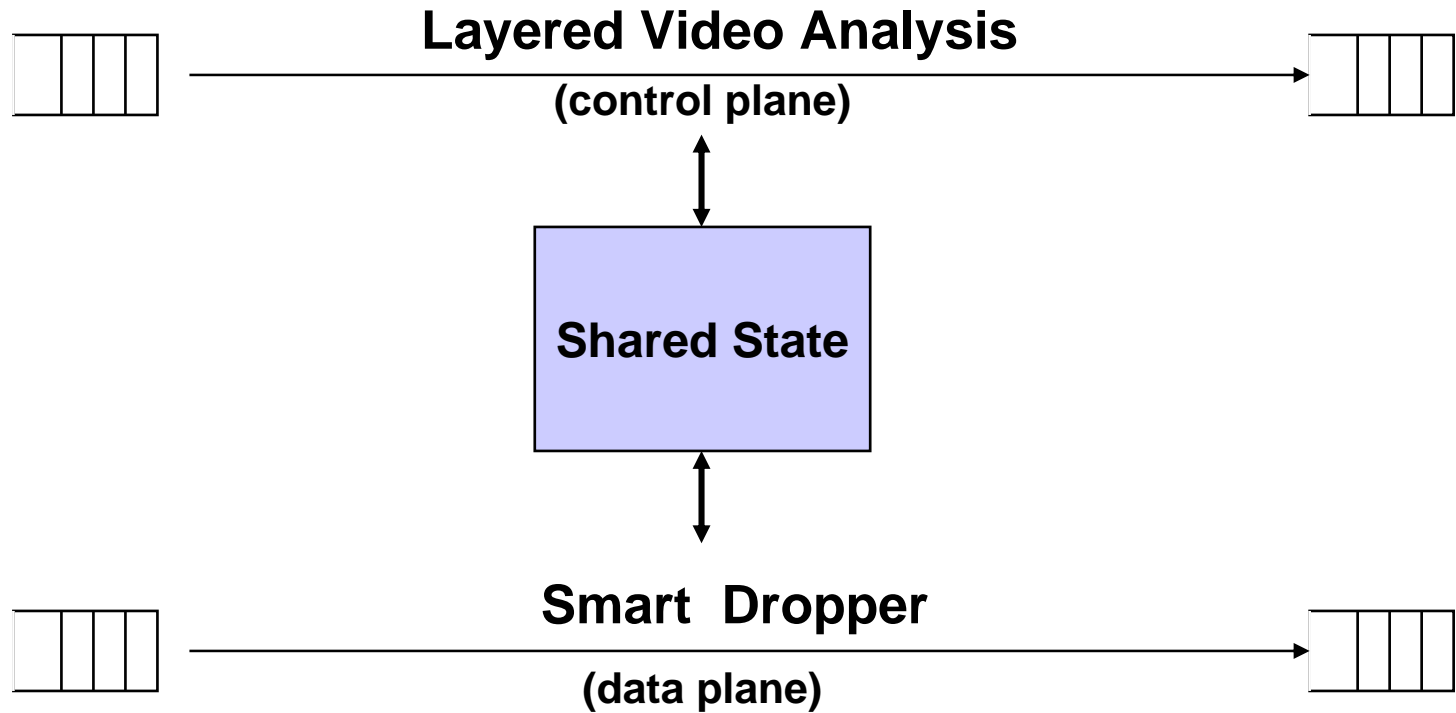 Layered Video Analysis
(control plane)
Shared State
Smart Dropper
(data plane)